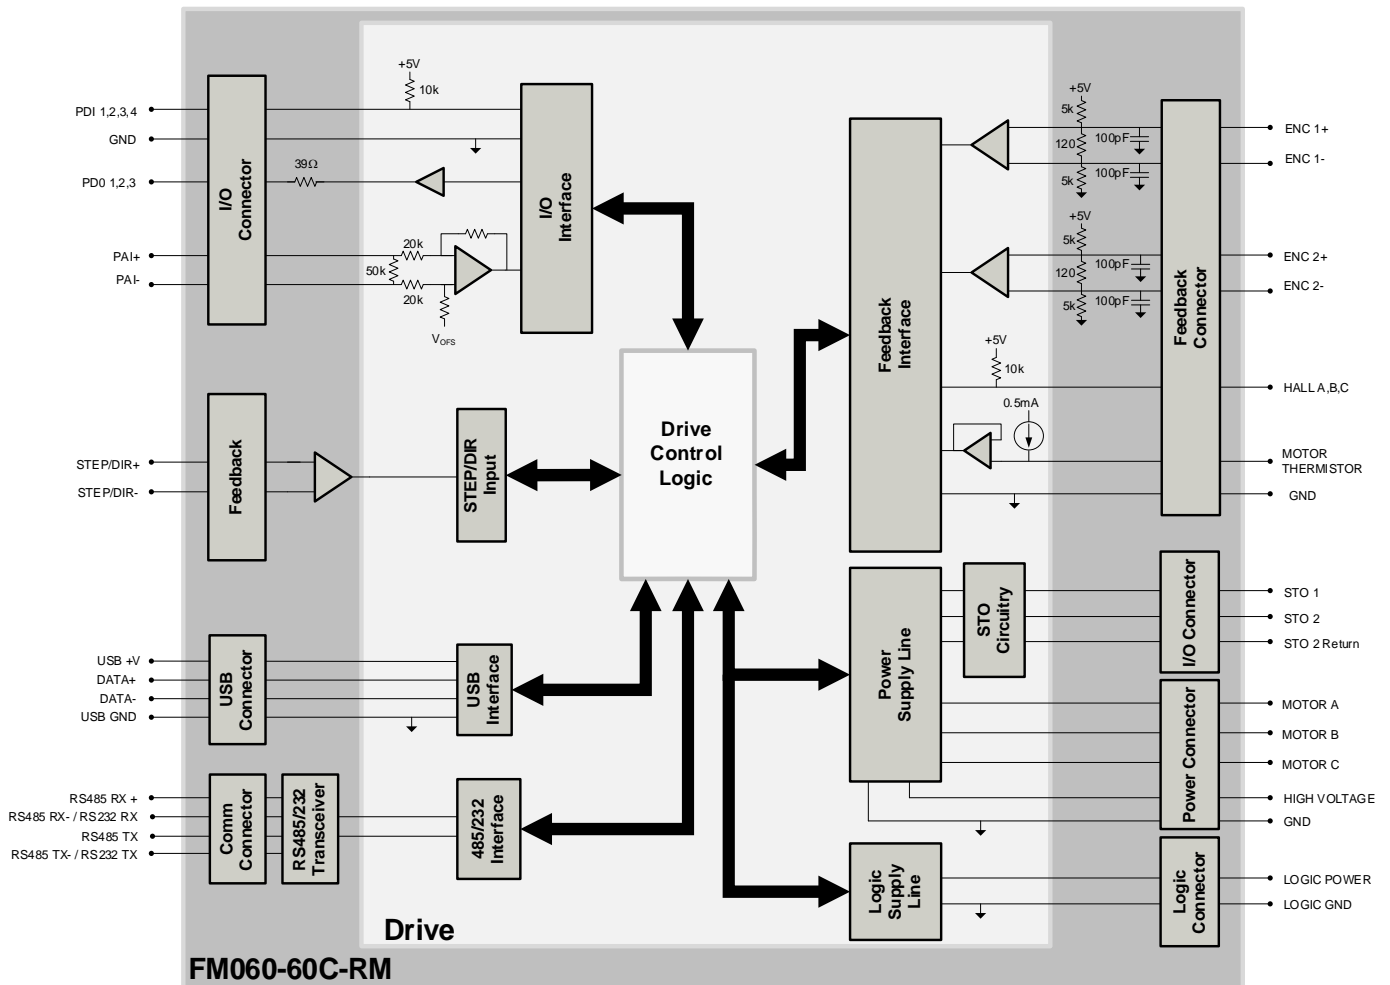 PDI 1,2,3,4
GND
PD0 1,2,3
PAI+
PAI-
I/O
Connector
+5V
10k
39Ω
20k
50k
20k
VOFS
I/O
Interface
STEP/DIR+
STEP/DIR-
Feedback
STEP/DIR
Input
Drive
Control
Logic
USB +V
DATA+
DATA-
USB GND
USB
Connector
USB
Interface
RS485 RX +
RS485 RX- / RS232 RX
RS485 TX
RS485 TX- / RS232 TX
Comm
Connector
RS485/232
Transceiver
485/232
Interface
Feedback
Interface
+5V
5k
120
5k
100pF
100pF
+5V
5k
120
5k
100pF
100pF
+5V
10k
0.5mA
Feedback
Connector
ENC 1+
ENC 1-
ENC 2+
ENC 2-
HALL A,B,C
MOTOR
THERMISTOR
GND
Power
Supply Line
STO
Circuitry
I/O Connector
STO 1
STO 2
STO 2 Return
Power Connector
MOTOR A
MOTOR B
MOTOR C
HIGH VOLTAGE
GND
Logic
Supply
Line
Logic
Connector
LOGIC POWER
LOGIC GND
Drive
FM060-60C-RM